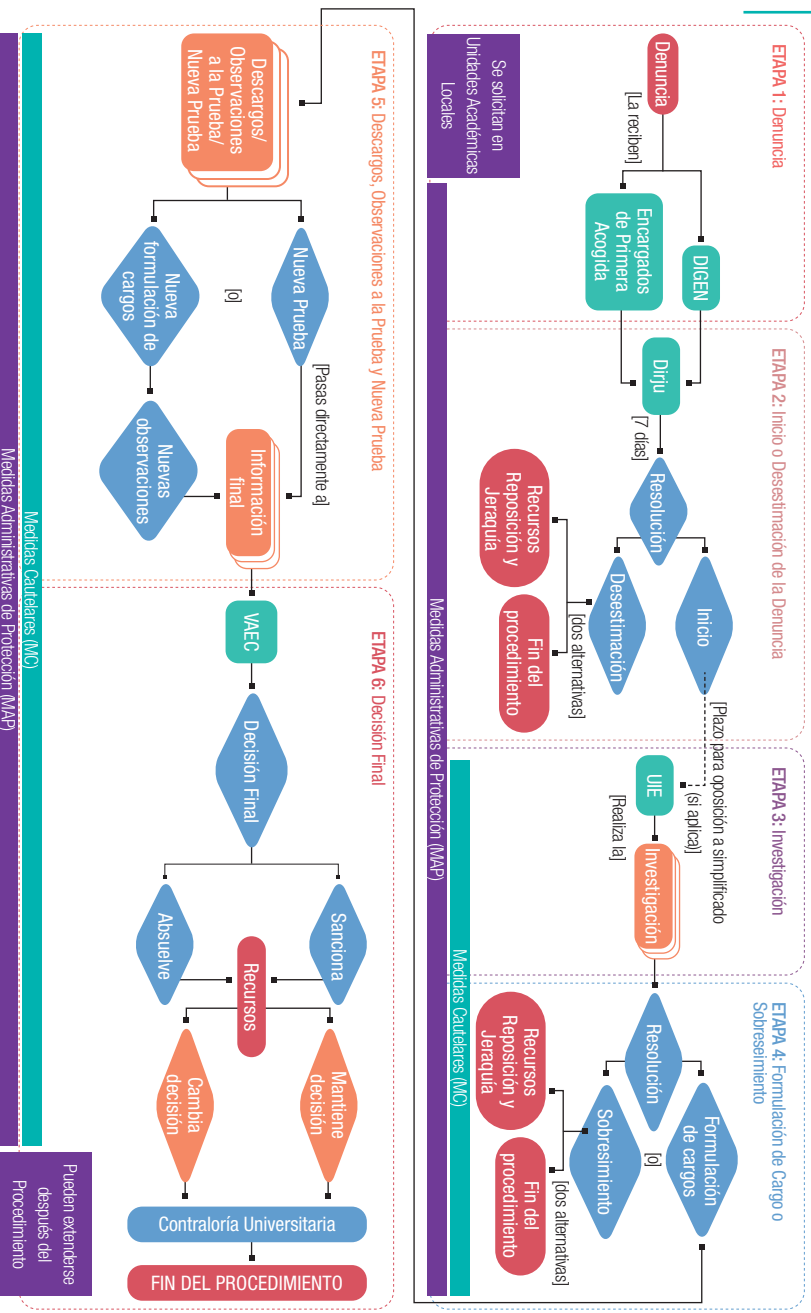 ETAPA 1: Denuncia
Denuncia
[La reciben]
DIGEN
Encargados
de Primera
Acogida
Se solicitan en
Unidades Académicas
Locales
ETAPA 2: Inicio o Desestimación de la Denuncia
Dirju
[7 días]
Resolución
Inicio
Desestimación
[dos alternativas]
Recursos
Reposición y
Jeraquía
Fin del
procedimiento
[Plazo para oposición a simplificado
(si aplica)]
ETAPA 3: Investigación
UIE
[Realiza la]
Investigación
ETAPA 4: Formulación de Cargo o
Sobreseimiento
Resolución
Formulación
de cargos
[o]
Sobresimiento
[dos alternativas]
Recursos
Reposición y
Jeraquía
Fin del
procedimiento
Medidas Cautelares (MC)
Medidas Administrativas de Protección (MAP)
ETAPA 5: Descargos, Observaciones a la Prueba y Nueva Prueba
Descargos/
Observaciones
a la Prueba/
Nueva Prueba
Nueva Prueba
[o]
Nueva
formulación de
cargos
[Pasas directamente a]
Nuevas
observaciones
Información
final
ETAPA 6: Decisión Final
VAEC
Decisión Final
Sanciona
Absuelve
Recursos
Mantiene
decisión
Cambia
decisión
Contraloría Universitaria
FIN DEL PROCEDIMIENTO
Medidas Cautelares (MC)
Medidas Administrativas de Protección (MAP)
Pueden extenderse
después del
Procedimiento